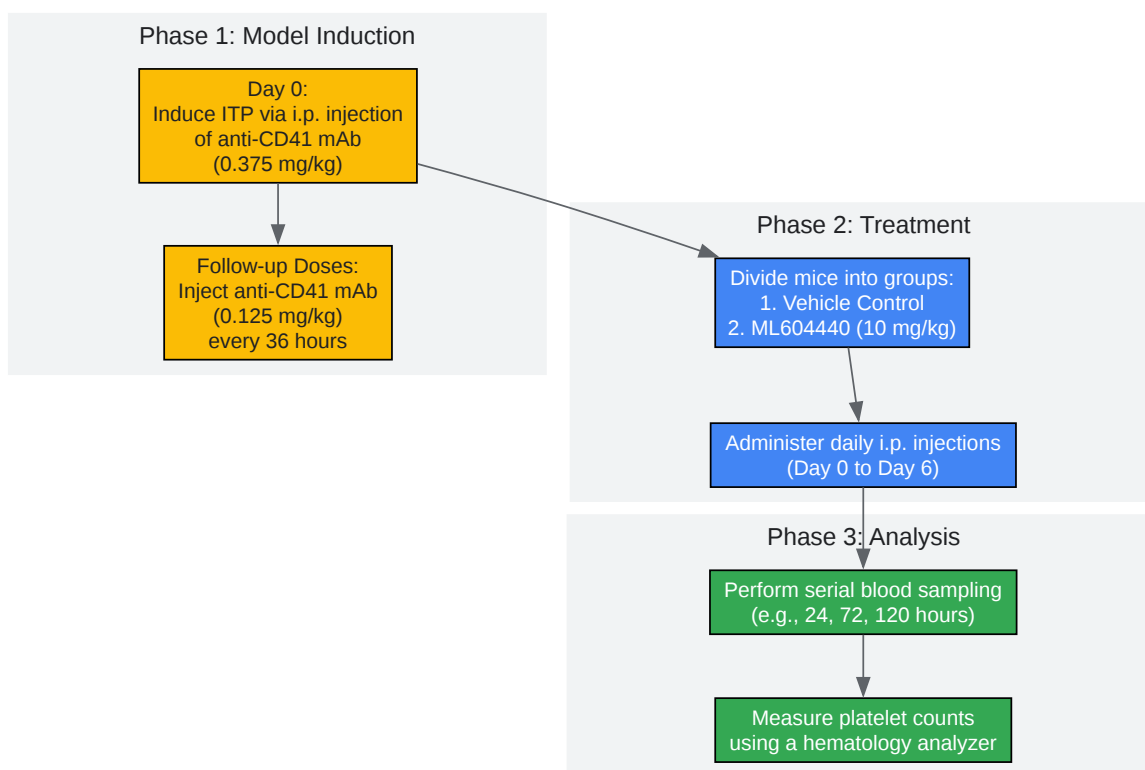 Phase 1: Model Induction
Day 0:
Induce ITP via i.p. injection
of anti-CD41 mAb
(0.375 mg/kg)
Follow-up Doses:
Inject anti-CD41 mAb
(0.125 mg/kg)
every 36 hours
Phase 2: Treatment
Divide mice into groups:
1. Vehicle Control
2. ML604440 (10 mg/kg)
Administer daily i.p. injections
(Day 0 to Day 6)
Phase 3: Analysis
Perform serial blood sampling
(e.g., 24, 72, 120 hours)
Measure platelet counts
using a hematology analyzer